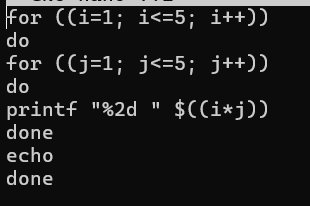 for ((i=1; i<=5; i++))
do
for ((j=1; j<=5; j++))
do
printf "%2d " $((i*j))
done
echo
done